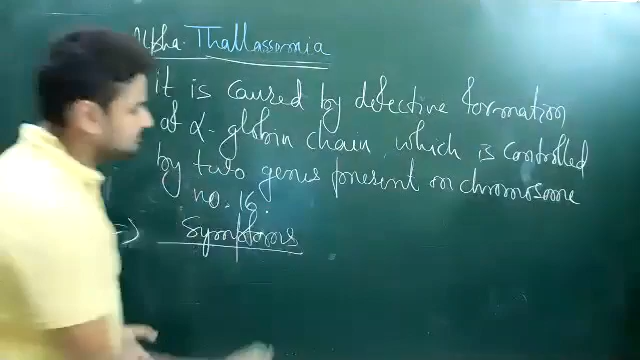 Alpha. Thallassomia
it is caused by defective formation
of α-globin chain, which is controlled
by two genes present on chromosome
no. 16.
=> Symptoms